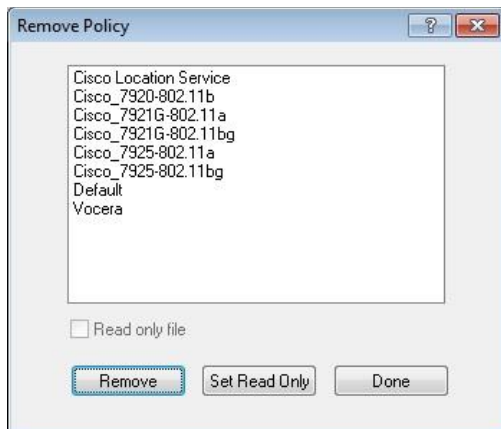 Remove Policy
Cisco Location Service
Cisco_7920-802.11b
Cisco_7921G-802.11a
Cisco_7921G-802.11bg
Cisco_7925-802.11a
Cisco_7925-802.11bg
Default
Vocera
Read only file
Remove Set Read Only Done